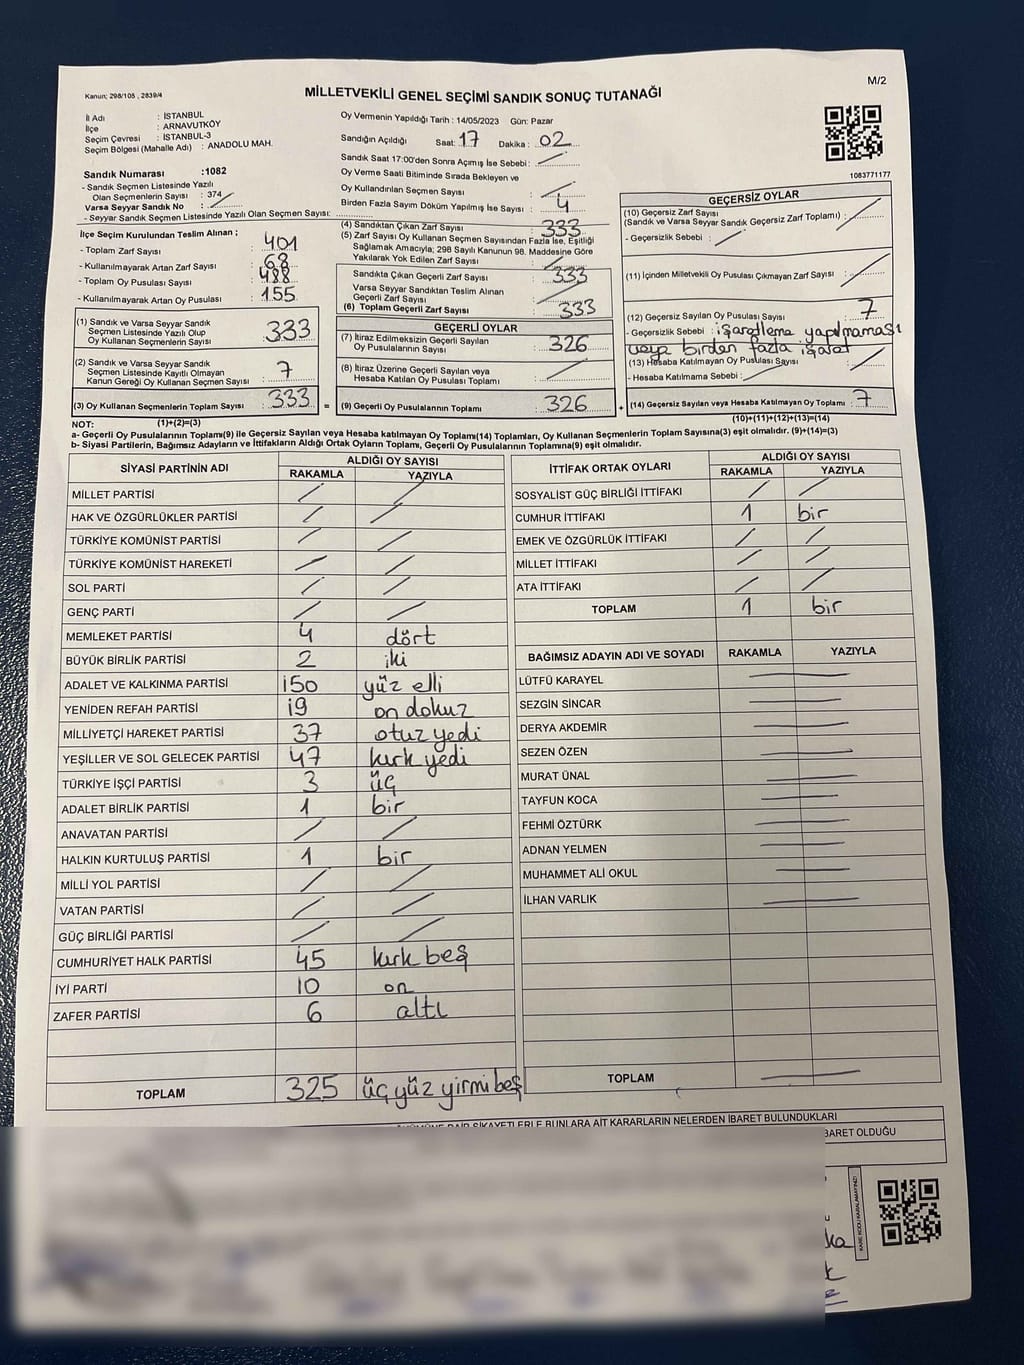 M/2
Kanun; 298/105 , 2839/4
MİLLETVEKİLİ GENEL SEÇİMİ SANDIK SONUÇ TUTANAĞI
İl Adı : İSTANBUL
İlçe : ARNAVUTKÖY
Seçim Çevresi : İSTANBUL-3
Seçim Bölgesi (Mahalle Adı) : ANADOLU MAH.
Oy Vermenin Yapıldığı Tarih : 14/05/2023 Gün: Pazar
Sandığın Açıldığı Saat: 17 Dakika: 02
Sandık Saat 17:00'den Sonra Açımış İse Sebebi :
Oy Verme Saati Bitiminde Sırada Bekleyen ve
Oy Kullandırılan Seçmen Sayısı :
Birden Fazla Sayım Döküm Yapılmış İse Sayısı : 4
1083771177
Sandık Numarası :1082
- Sandık Seçmen Listesinde Yazılı
Olan Seçmenlerin Sayısı : 374
Varsa Seyyar Sandık No :
- Seyyar Sandık Seçmen Listesinde Yazılı Olan Seçmen Sayısı:
İlçe Seçim Kurulundan Teslim Alınan ;
- Toplam Zarf Sayısı : 401
- Kullanılmayarak Artan Zarf Sayısı : 68
- Toplam Oy Pusulası Sayısı : 488
- Kullanılmayarak Artan Oy Pusulası : 155
(4) Sandıktan Çıkan Zarf Sayısı : 333
(5) Zarf Sayısı Oy Kullanan Seçmen Sayısından Fazla İse, Eşitliği
Sağlamak Amacıyla; 298 Sayılı Kanunun 98. Maddesine Göre
Yakılarak Yok Edilen Zarf Sayısı :
Sandıkta Çıkan Geçerli Zarf Sayısı : 333
Varsa Seyyar Sandıktan Teslim Alınan
Geçerli Zarf Sayısı :
(6) Toplam Geçerli Zarf Sayısı : 333
GEÇERSİZ OYLAR
(10) Geçersiz Zarf Sayısı
(Sandık ve Varsa Seyyar Sandık Geçersiz Zarf Toplamı) :
- Geçersizlik Sebebi :
(11) İçinden Milletvekili Oy Pusulası Çıkmayan Zarf Sayısı :
(12) Geçersiz Sayılan Oy Pusulası Sayısı : 7
- Geçersizlik Sebebi : işaretleme yapılmaması
veya birden fazla işaret
(13) Hesaba Katılmayan Oy Pusulası Sayısı :
- Hesaba Katılmama Sebebi :
(14) Geçersiz Sayılan veya Hesaba Katılmayan Oy Toplamı : 7
(10)+(11)+(12)+(13)=(14)
(1) Sandık ve Varsa Seyyar Sandık
Seçmen Listesinde Yazılı Olup
Oy Kullanan Seçmenlerin Sayısı : 333
(2) Sandık ve Varsa Seyyar Sandık
Seçmen Listesinde Kayıtlı Olmayan
Kanun Gereği Oy Kullanan Seçmen Sayısı : 7
(3) Oy Kullanan Seçmenlerin Toplam Sayısı : 333 =
(1)+(2)=(3)
GEÇERLİ OYLAR
(7) İtiraz Edilmeksizin Geçerli Sayılan
Oy Pusulalarının Sayısı : 326
(8) İtiraz Üzerine Geçerli Sayılan veya
Hesaba Katılan Oy Pusulası Toplamı :
(9) Geçerli Oy Pusulalarının Toplamı : 326 +
NOT:
a- Geçerli Oy Pusulalarının Toplamı(9) ile Geçersiz Sayılan veya Hesaba katılmayan Oy Toplamı(14) Toplamları, Oy Kullanan Seçmenlerin Toplam Sayısına(3) eşit olmalıdır. (9)+(14)=(3)
b- Siyasi Partilerin, Bağımsız Adayların ve İttifakların Aldığı Ortak Oyların Toplamı, Geçerli Oy Pusulalarının Toplamına(9) eşit olmalıdır.
SİYASİ PARTİNİN ADI ALDIĞI OY SAYISI
RAKAMLA YAZIYLA
MİLLET PARTİSİ
HAK VE ÖZGÜRLÜKLER PARTİSİ
TÜRKİYE KOMÜNİST PARTİSİ
TÜRKİYE KOMÜNİST HAREKETİ
SOL PARTİ
GENÇ PARTİ
MEMLEKET PARTİSİ 4 dört
BÜYÜK BİRLİK PARTİSİ 2 iki
ADALET VE KALKINMA PARTİSİ 150 yüz elli
YENİDEN REFAH PARTİSİ 19 on dokuz
MİLLİYETÇİ HAREKET PARTİSİ 37 otuz yedi
YEŞİLLER VE SOL GELECEK PARTİSİ 47 kırk yedi
TÜRKİYE İŞÇİ PARTİSİ 3 üç
ADALET BİRLİK PARTİSİ 1 bir
ANAVATAN PARTİSİ
HALKIN KURTULUŞ PARTİSİ 1 bir
MİLLİ YOL PARTİSİ
VATAN PARTİSİ
GÜÇ BİRLİĞİ PARTİSİ
CUMHURİYET HALK PARTİSİ 45 kırk beş
İYİ PARTİ 10 on
ZAFER PARTİSİ 6 altı
TOPLAM 325 üç yüz yirmi beş
İTTİFAK ORTAK OYLARI ALDIĞI OY SAYISI
RAKAMLA YAZIYLA
SOSYALİST GÜÇ BİRLİĞİ İTTİFAKI
CUMHUR İTTİFAKI 1 bir
EMEK VE ÖZGÜRLÜK İTTİFAKI
MİLLET İTTİFAKI
ATA İTTİFAKI
TOPLAM 1 bir
BAĞIMSIZ ADAYIN ADI VE SOYADI RAKAMLA YAZIYLA
LÜTFÜ KARAYEL
SEZGİN SİNCAR
DERYA AKDEMİR
SEZEN ÖZEN
MURAT ÜNAL
TAYFUN KOCA
FEHMİ ÖZTÜRK
ADNAN YELMEN
MUHAMMET ALİ OKUL
İLHAN VARLIK
TOPLAM
ŞİKAYETLERLE BUNLARA AİT KARARLARIN NELERDEN İBARET BULUNDUKLARI
BARET OLDUĞU
KARE KODU KARALAMAYINIZ!